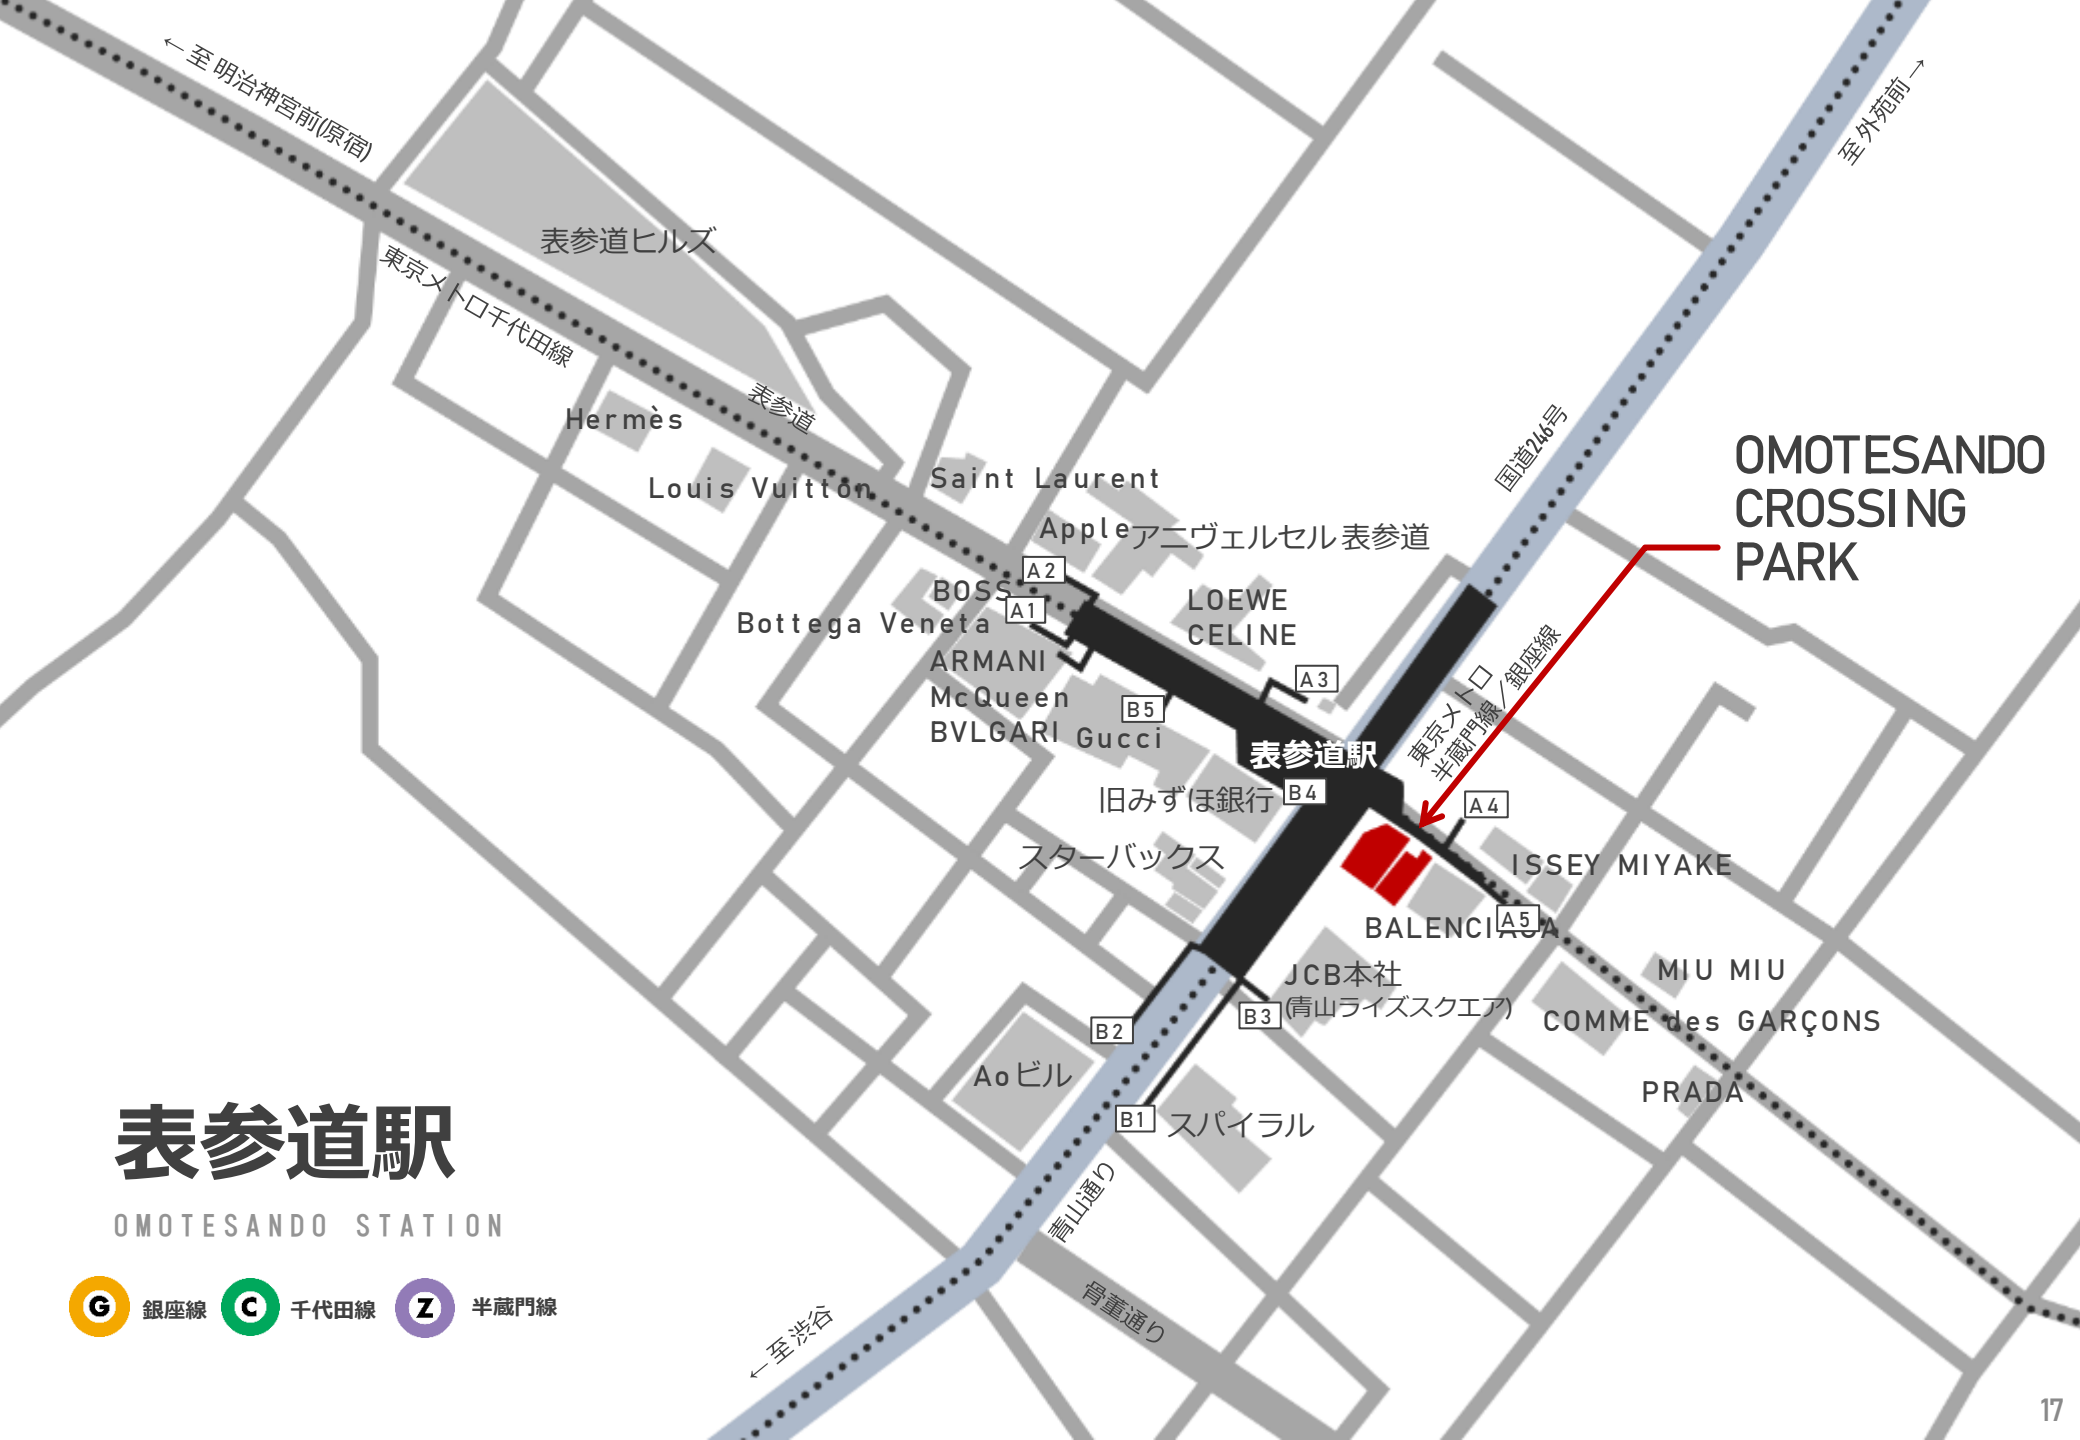 ← 至 明治神宮前(原宿)
至 外苑前 →
表参道ヒルズ
東京メトロ千代田線
表参道
Hermès
Louis Vuitton
Saint Laurent
国道246号
OMOTESANDO
CROSSING
PARK
Apple
アニヴェルセル 表参道
A2
BOSS
A1
Bottega Veneta
LOEWE
CELINE
ARMANI
McQueen
BVLGARI
Gucci
B5
A3
東京メトロ
半蔵門線／銀座線
表参道駅
B4
旧みずほ銀行
A4
スターバックス
ISSEY MIYAKE
BALENCIAGA
A5
JCB本社
(青山ライズスクエア)
MIU MIU
COMME des GARÇONS
B3
B2
Aoビル
PRADA
B1
スパイラル
青山通り
骨董通り
← 至 渋谷
表参道駅
OMOTESANDO STATION
G 銀座線 C 千代田線 Z 半蔵門線
17